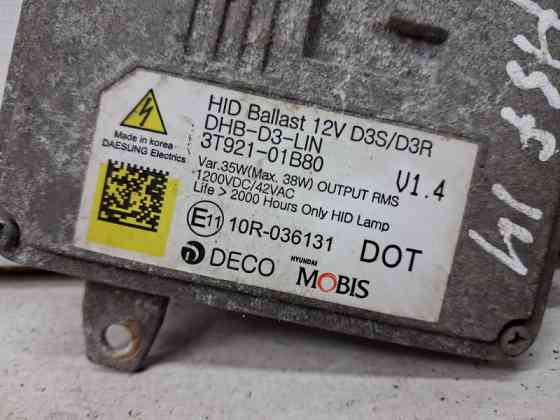 HID Ballast 12V D3S/D3R
DHB-D3-LIN
3T921-01B80
V1.4
Made in korea
DAESUNG Electrics
Var.35W(Max. 38W) OUTPUT RMS
1200VDC/42VAC
Life > 2000 Hours Only HID Lamp
E11 10R-036131
DOT
DECO
HYUNDAI
MOBIS